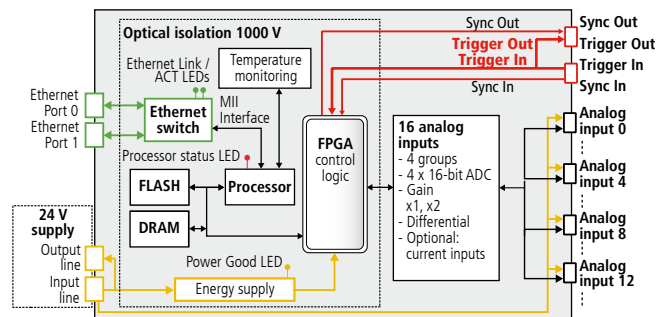 Optical isolation 1000 V
Sync Out
Sync Out
Trigger Out
Trigger Out
Trigger In
Trigger In
Sync In
Sync In
Ethernet Link /
ACT LEDs
Temperature
monitoring
Ethernet
Port 0
Ethernet
Port 1
Ethernet
switch
MII
Interface
Processor status LED
FLASH
Processor
DRAM
FPGA
control
logic
16 analog
inputs
- 4 groups
- 4 x 16-bit ADC
- Gain
x1, x2
- Differential
- Optional:
current inputs
Analog
input 0
Analog
input 4
Analog
input 8
Analog
input 12
24 V
supply
Output
line
Input
line
Power Good LED
Energy supply